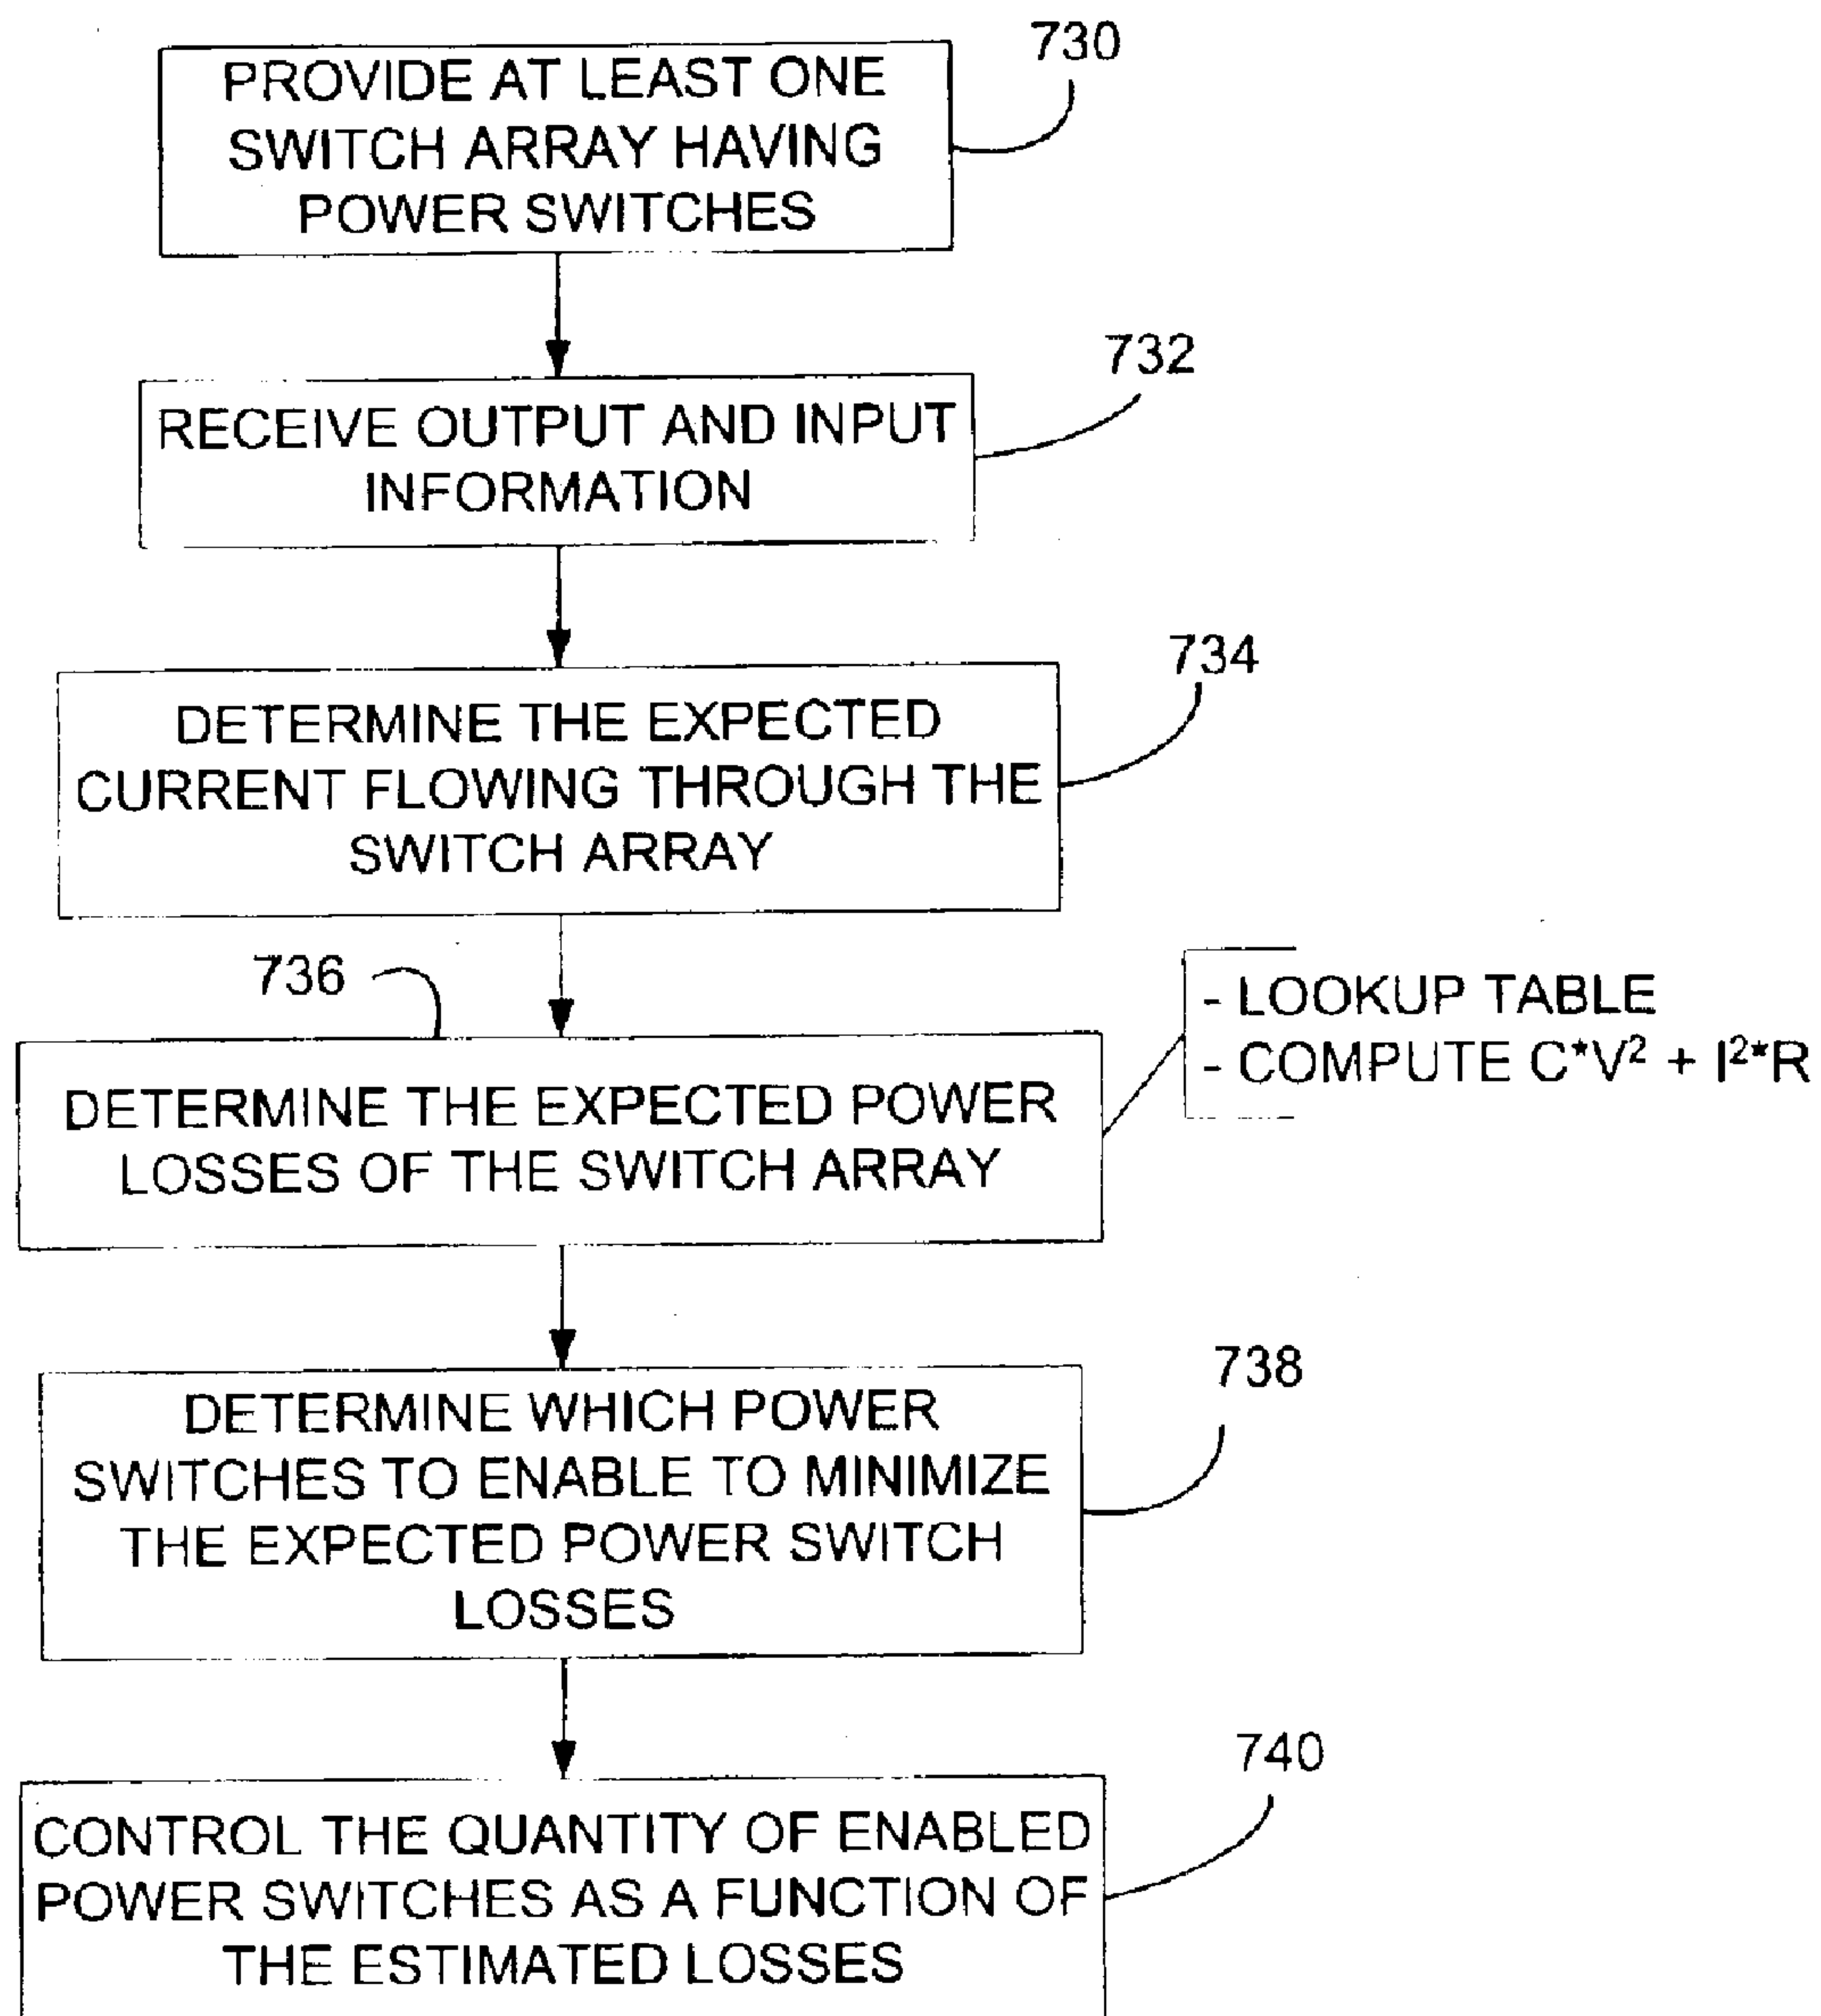 730
PROVIDE AT LEAST ONE
SWITCH ARRAY HAVING
POWER SWITCHES
732
RECEIVE OUTPUT AND INPUT
INFORMATION
734
DETERMINE THE EXPECTED
CURRENT FLOWING THROUGH THE
SWITCH ARRAY
736
- LOOKUP TABLE
- COMPUTE C*V² + I²*R
DETERMINE THE EXPECTED POWER
LOSSES OF THE SWITCH ARRAY
738
DETERMINE WHICH POWER
SWITCHES TO ENABLE TO MINIMIZE
THE EXPECTED POWER SWITCH
LOSSES
740
CONTROL THE QUANTITY OF ENABLED
POWER SWITCHES AS A FUNCTION OF
THE ESTIMATED LOSSES